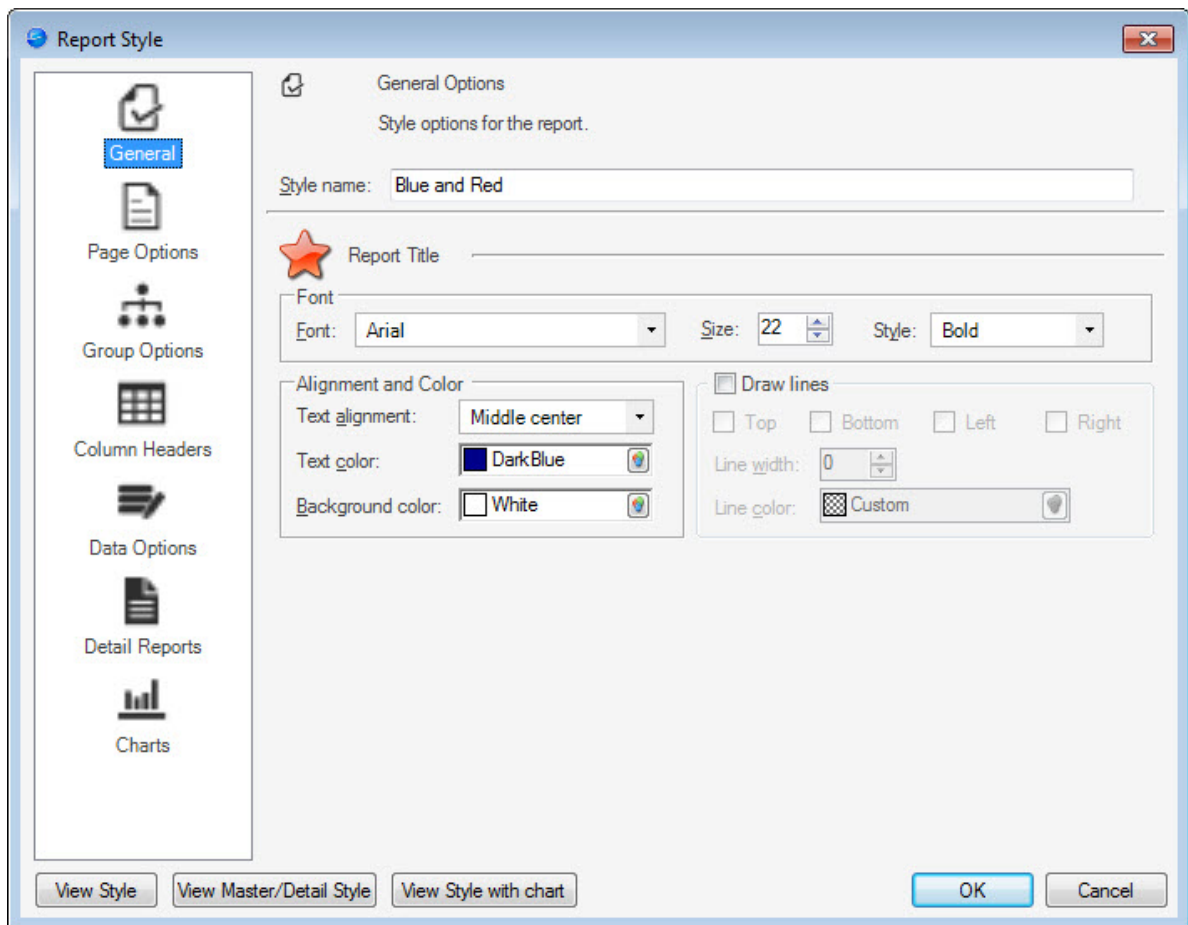 Report Style
General
Page Options
Group Options
Column Headers
Data Options
Detail Reports
Charts
General Options
Style options for the report.
Style name: Blue and Red
Report Title
Font
Font: Arial Size: 22 Style: Bold
Alignment and Color
Text alignment: Middle center
Text color: DarkBlue
Background color: White
Draw lines
Top Bottom Left Right
Line width: 0
Line color: Custom
View Style View Master/Detail Style View Style with chart OK Cancel